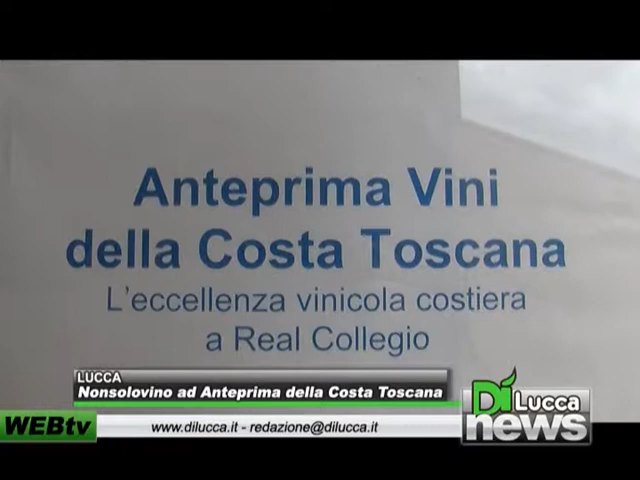 Anteprima Vini
della Costa Toscana
L'eccellenza vinicola costiera
a Real Collegio
LUCCA
Nonsolovino ad Anteprima della Costa Toscana
Dì Lucca
news
WEBtv
www.dilucca.it - redazione@dilucca.it